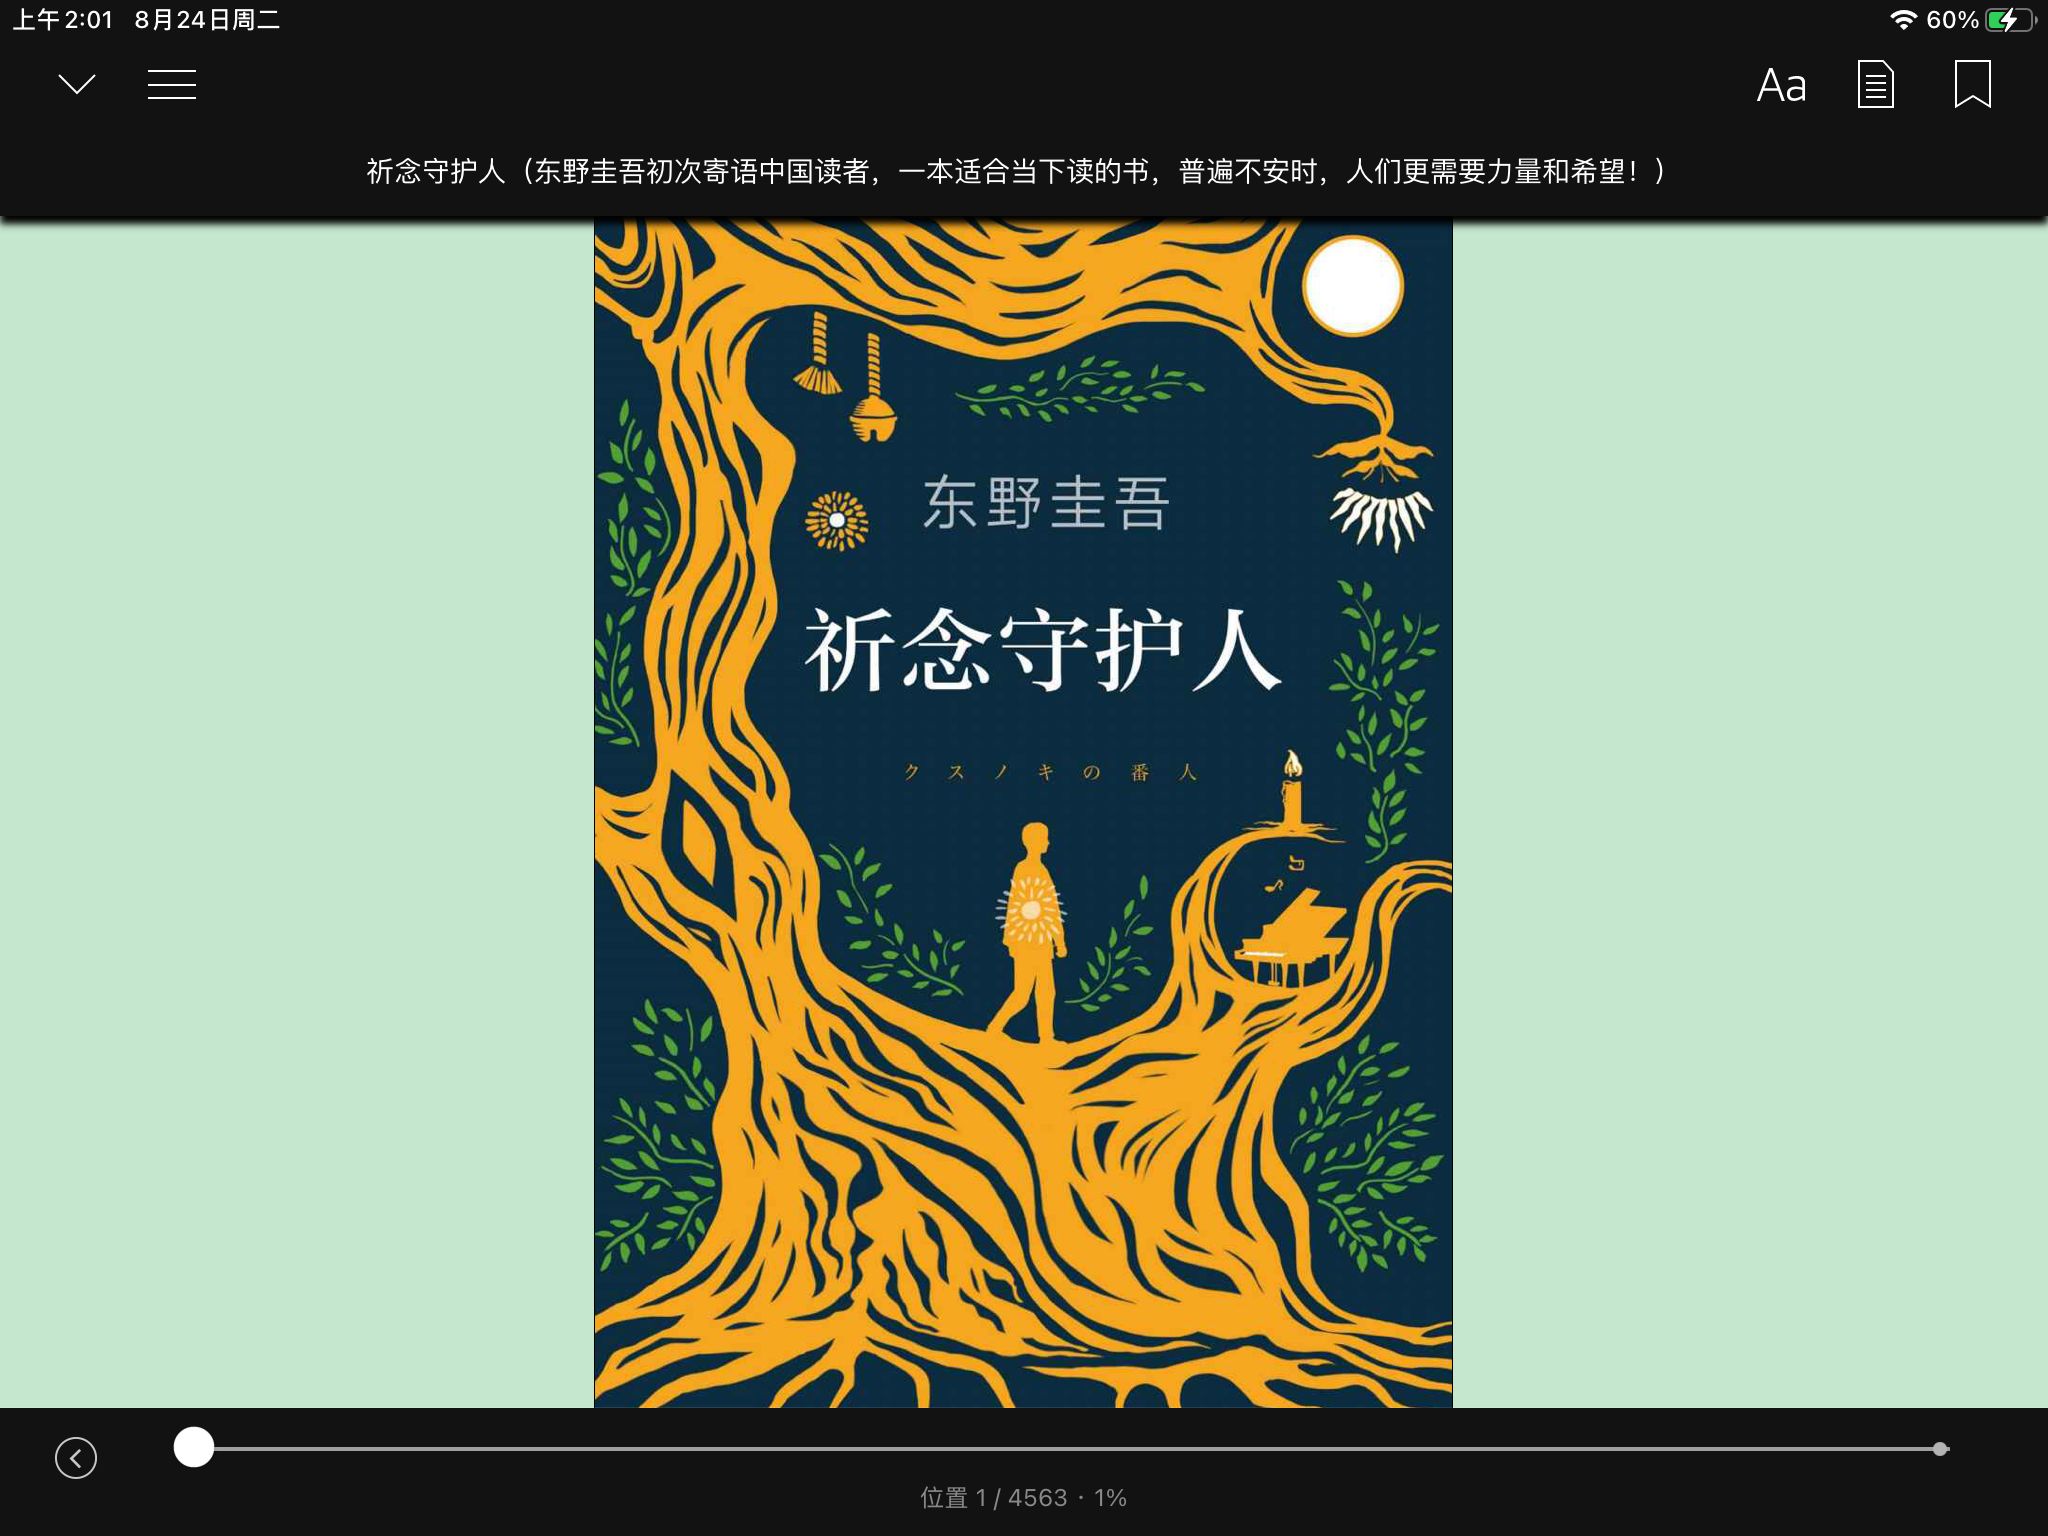 上午2:01 8月24日周二 60%
Aa
祈念守护人（东野圭吾初次寄语中国读者，一本适合当下读的书，普遍不安时，人们更需要力量和希望！）
东野圭吾
祈念守护人
クスノキの番人
位置 1 / 4563 · 1%